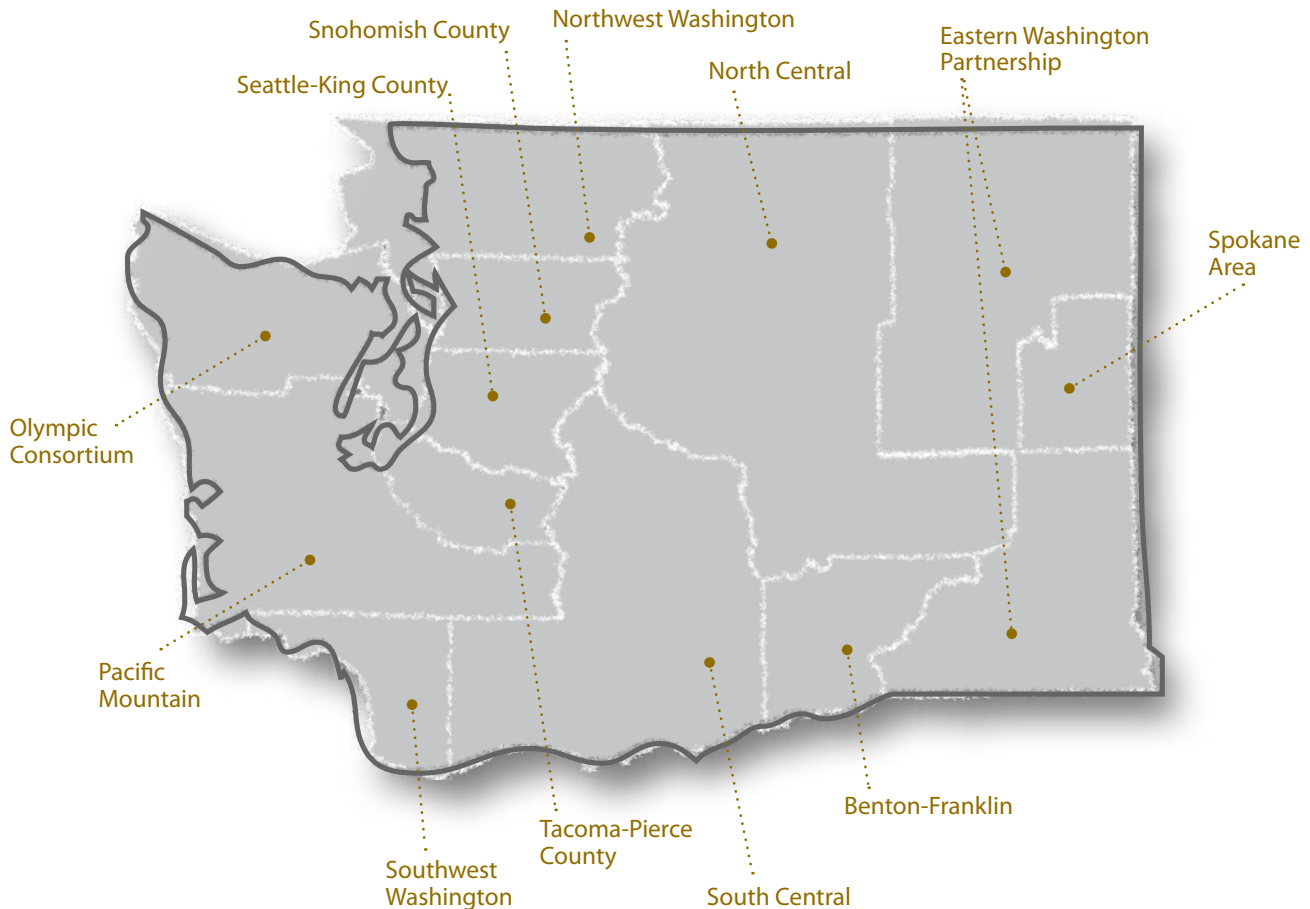 Northwest Washington
Snohomish County
Seattle-King County
North Central
Eastern Washington
Partnership
Spokane
Area
Olympic
Consortium
Pacific
Mountain
Southwest
Washington
Tacoma-Pierce
County
South Central
Benton-Franklin